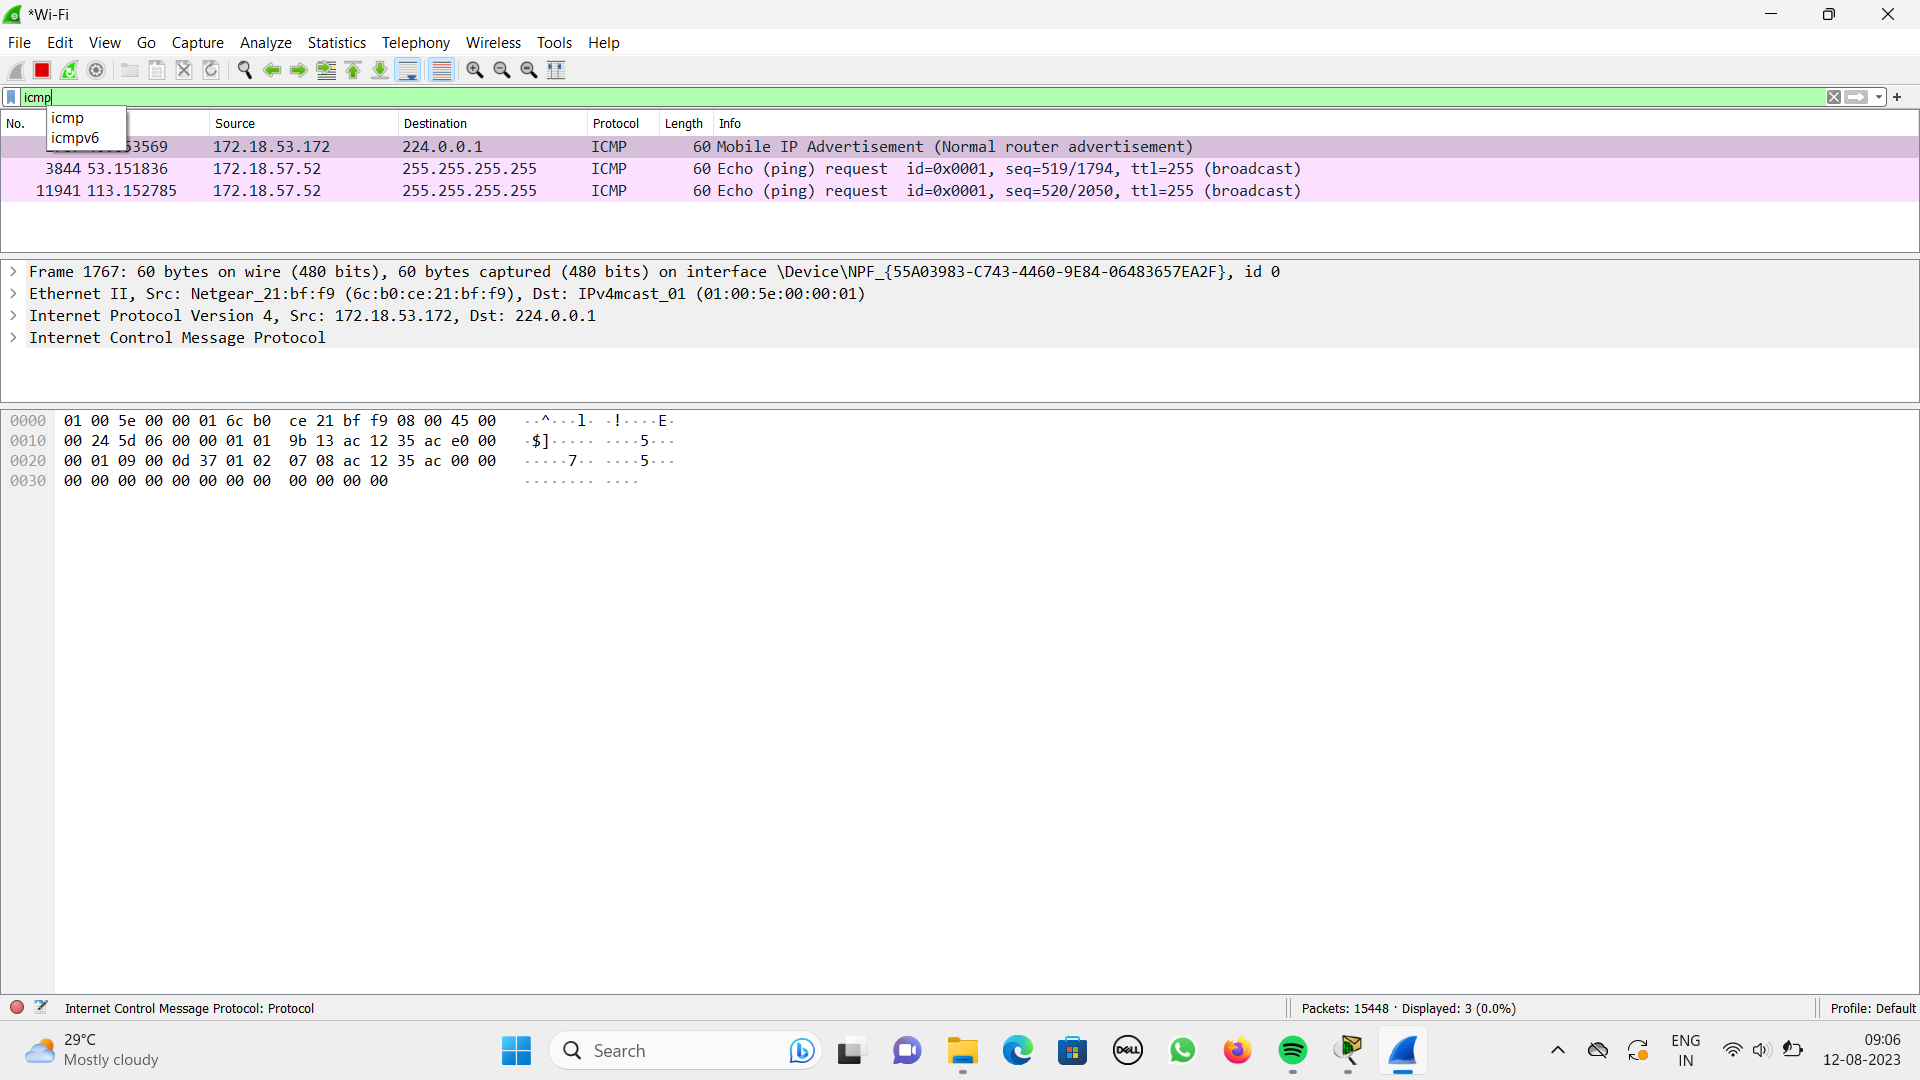 *Wi-Fi
File Edit View Go Capture Analyze Statistics Telephony Wireless Tools Help
icmp
icmp
icmpv6
No. Source Destination Protocol Length Info
53569 172.18.53.172 224.0.0.1 ICMP 60 Mobile IP Advertisement (Normal router advertisement)
3844 53.151836 172.18.57.52 255.255.255.255 ICMP 60 Echo (ping) request id=0x0001, seq=519/1794, ttl=255 (broadcast)
11941 113.152785 172.18.57.52 255.255.255.255 ICMP 60 Echo (ping) request id=0x0001, seq=520/2050, ttl=255 (broadcast)
Frame 1767: 60 bytes on wire (480 bits), 60 bytes captured (480 bits) on interface \Device\NPF_{55A03983-C743-4460-9E84-06483657EA2F}, id 0
Ethernet II, Src: Netgear_21:bf:f9 (6c:b0:ce:21:bf:f9), Dst: IPv4mcast_01 (01:00:5e:00:00:01)
Internet Protocol Version 4, Src: 172.18.53.172, Dst: 224.0.0.1
Internet Control Message Protocol
0000 01 00 5e 00 00 01 6c b0 ce 21 bf f9 08 00 45 00 ··^···l· ·!····E·
0010 00 24 5d 06 00 00 01 01 9b 13 ac 12 35 ac e0 00 ·$]····· ····5···
0020 00 01 09 00 0d 37 01 02 07 08 ac 12 35 ac 00 00 ·····7·· ····5···
0030 00 00 00 00 00 00 00 00 00 00 00 00 ········ ····
Internet Control Message Protocol: Protocol Packets: 15448 · Displayed: 3 (0.0%) Profile: Default
29°C
Mostly cloudy
Search
DELL
ENG
IN
09:06
12-08-2023